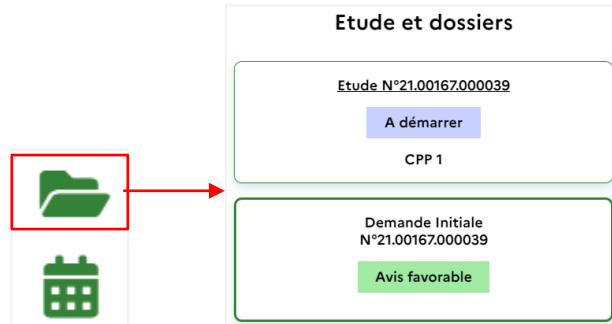 Etude et dossiers
Etude N°21.00167.000039
A démarrer
CPP 1
Demande Initiale
N°21.00167.000039
Avis favorable